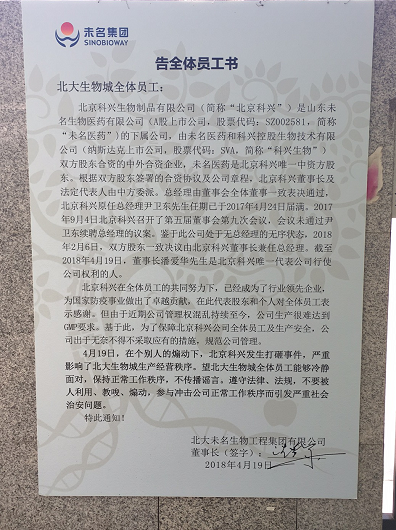 未名集团
SINOBIOWAY
告全体员工书
北大生物城全体员工：
北京科兴生物制品有限公司（简称“北京科兴”）是山东未
名生物医药有限公司（A股上市公司，股票代码：SZ002581，简
称“未名医药”）的下属公司，由未名医药和科兴控股生物技术有限
公司（纳斯达克上市公司，股票代码：SVA，简称“科兴生物”）
双方股东合资的中外合资企业，未名医药是北京科兴唯一中资方股
东。根据双方股东签署的合资协议及公司章程，北京科兴董事长及
法定代表人由中方委派。总经理由董事会全体董事一致表决通过，
北京科兴原任总经理尹卫东先生任期已于2017年4月24日届满。2017
年9月4日北京科兴召开了第五届董事会第九次会议，会议未通过尹
卫东续聘总经理的议案。鉴于此公司处于无总经理的无序状态，2018
年2月6日，双方股东一致决议由北京科兴董事长兼任总经理。截至
2018年4月19日，董事长潘爱华先生是北京科兴唯一代表公司行使
公司权利的人。
北京科兴在全体员工的共同努力下，已经成为了行业领先企业，
为国家防疫事业做出了卓越贡献，在此代表股东和个人对全体员工表
示感谢。但由于近期公司管理权混乱持续至今，公司生产很难达到
GMP要求。基于此，为了保障北京科兴公司全体员工及生产安全，公
司出于无奈不得不采取应有的措施，规范公司管理。
4月19日，在个别人的煽动下，北京科兴发生打砸事件，严重
影响了北大生物城生产经营秩序。望北大生物城全体员工能够冷静
面对，保持正常工作秩序，不传播谣言。遵守法律、法规，不要被
人利用、教唆、煽动，参与冲击公司正常工作秩序而引发严重社会
治安问题。
特此通知！
北大未名生物工程集团有限公司
董事长（签字）：
2018年4月19日